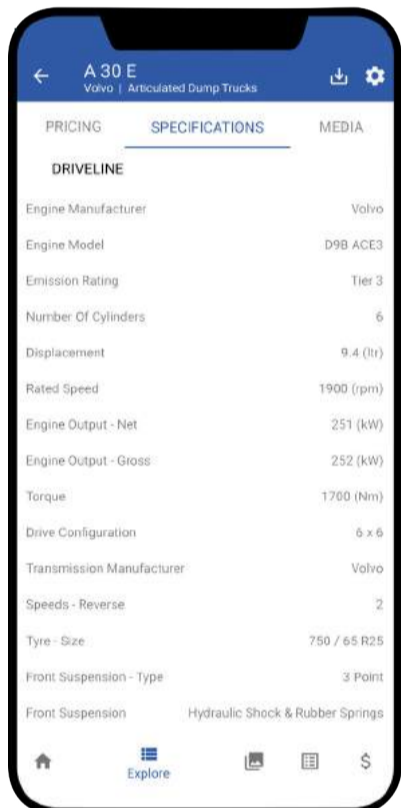 A 30 E
Volvo | Articulated Dump Trucks
PRICING SPECIFICATIONS MEDIA
DRIVELINE
Engine Manufacturer Volvo
Engine Model D9B ACE3
Emission Rating Tier 3
Number Of Cylinders 6
Displacement 9.4 (ltr)
Rated Speed 1900 (rpm)
Engine Output - Net 251 (kW)
Engine Output - Gross 252 (kW)
Torque 1700 (Nm)
Drive Configuration 6 x 6
Transmission Manufacturer Volvo
Speeds - Reverse 2
Tyre - Size 750 / 65 R25
Front Suspension - Type 3 Point
Front Suspension Hydraulic Shock & Rubber Springs
Explore $